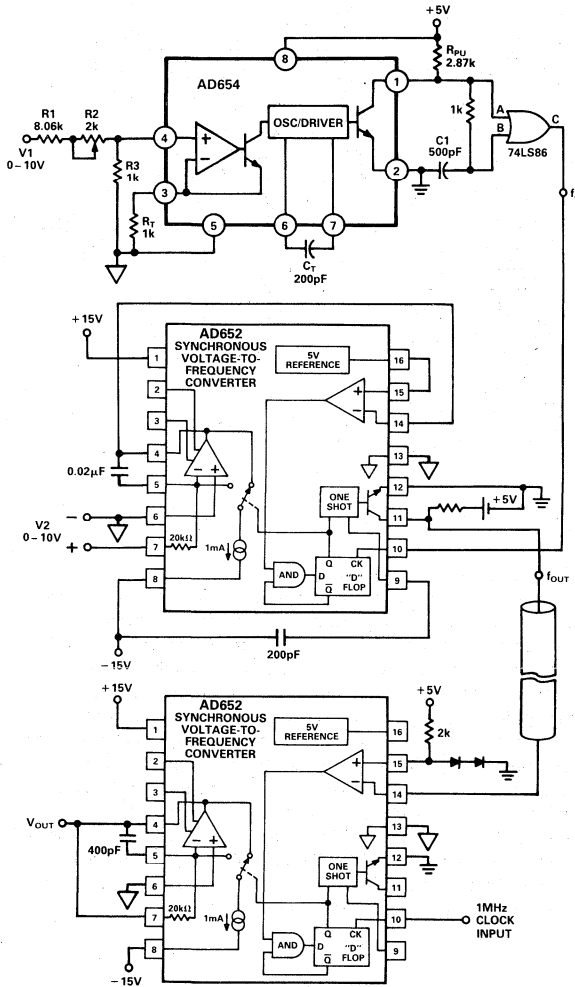 +5V
R_PU
2.87k
8
1
AD654
OSC/DRIVER
1k
A
B
C
74LS86
C1
500pF
2
R1
8.06k
R2
2k
V1
0–10V
4
R3
1k
3
R_T
1k
5
6
7
C_T
200pF
f
+15V
AD652
SYNCHRONOUS
VOLTAGE-TO-
FREQUENCY
CONVERTER
5V
REFERENCE
1
2
3
4
5
6
7
8
16
15
14
13
12
11
10
9
0.02µF
V2
0–10V
–
+
20kΩ
1mA
– +
+ –
ONE
SHOT
AND
D
Q
CK
"D"
FLOP
Q̅
+5V
f_OUT
–15V
200pF
+15V
AD652
SYNCHRONOUS
VOLTAGE-TO-
FREQUENCY
CONVERTER
5V
REFERENCE
1
2
3
4
5
6
7
8
16
15
14
13
12
11
10
9
+5V
2k
V_OUT
400pF
20kΩ
1mA
– +
+ –
ONE
SHOT
AND
D
Q
CK
"D"
FLOP
Q̅
1MHz
CLOCK
INPUT
–15V